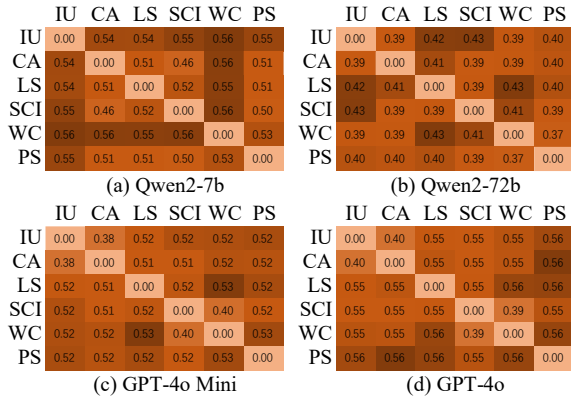 IU CA LS SCI WC PS
IU 0.00 0.54 0.54 0.55 0.56 0.55
CA 0.54 0.00 0.51 0.46 0.56 0.51
LS 0.54 0.51 0.00 0.52 0.55 0.51
SCI 0.55 0.46 0.52 0.00 0.56 0.50
WC 0.56 0.56 0.55 0.56 0.00 0.53
PS 0.55 0.51 0.51 0.50 0.53 0.00
(a) Qwen2-7b
IU CA LS SCI WC PS
IU 0.00 0.39 0.42 0.43 0.39 0.40
CA 0.39 0.00 0.41 0.39 0.39 0.40
LS 0.42 0.41 0.00 0.39 0.43 0.40
SCI 0.43 0.39 0.39 0.00 0.41 0.39
WC 0.39 0.39 0.43 0.41 0.00 0.37
PS 0.40 0.40 0.40 0.39 0.37 0.00
(b) Qwen2-72b
IU CA LS SCI WC PS
IU 0.00 0.38 0.52 0.52 0.52 0.52
CA 0.38 0.00 0.51 0.51 0.52 0.52
LS 0.52 0.51 0.00 0.52 0.53 0.52
SCI 0.52 0.51 0.52 0.00 0.40 0.52
WC 0.52 0.52 0.53 0.40 0.00 0.53
PS 0.52 0.52 0.52 0.52 0.53 0.00
(c) GPT-4o Mini
IU CA LS SCI WC PS
IU 0.00 0.40 0.55 0.55 0.55 0.56
CA 0.40 0.00 0.55 0.55 0.55 0.56
LS 0.55 0.55 0.00 0.55 0.56 0.56
SCI 0.55 0.55 0.55 0.00 0.39 0.55
WC 0.55 0.55 0.56 0.39 0.00 0.56
PS 0.56 0.56 0.56 0.55 0.56 0.00
(d) GPT-4o